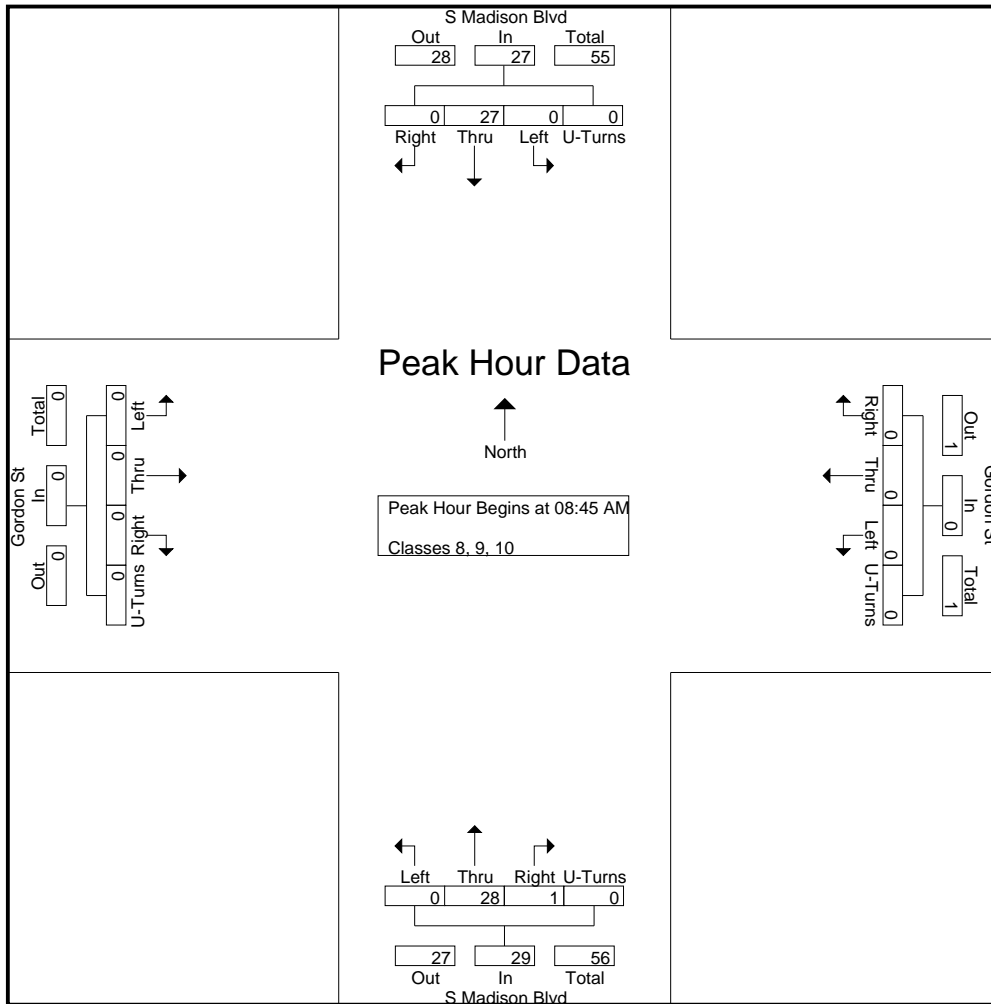 S Madison Blvd
Out In Total
28 27 55
0 27 0 0
Right Thru Left U-Turns
Peak Hour Data
North
Peak Hour Begins at 08:45 AM
Classes 8, 9, 10
Gordon St
Total In Out
0 0 0
0 0 0 0
Left Thru Right U-Turns
Gordon St
Out In Total
1 0 1
0 0 0 0
Right Thru Left U-Turns
Left Thru Right U-Turns
0 28 1 0
27 29 56
Out In Total
S Madison Blvd